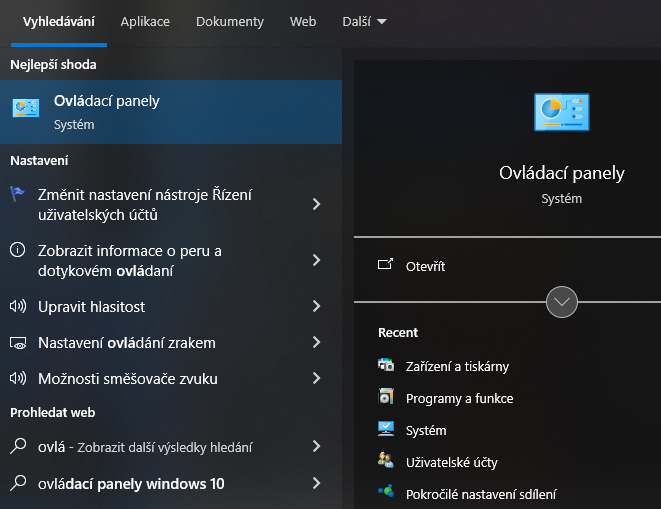 Vyhledávání Aplikace Dokumenty Web Další
Nejlepší shoda
Ovládací panely
Systém
Nastavení
Změnit nastavení nástroje Řízení
uživatelských účtů
Zobrazit informace o peru a
dotykovém ovládaní
Upravit hlasitost
Nastavení ovládání zrakem
Možnosti směšovače zvuku
Prohledat web
ovlá - Zobrazit další výsledky hledání
ovládací panely windows 10
Ovládací panely
Systém
Otevřít
Recent
Zařízení a tiskárny
Programy a funkce
Systém
Uživatelské účty
Pokročilé nastavení sdílení